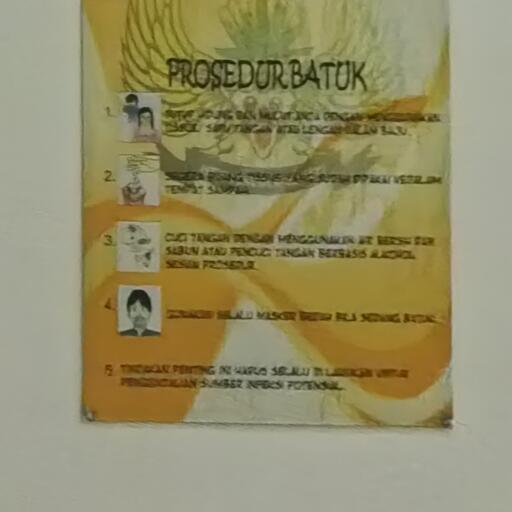 PROSEDUR BATUK
1. TUTUP HIDUNG DAN MULUT ANDA DENGAN MENGGUNAKAN
TISSUE, SAPU TANGAN ATAU LENGAN DALAM BAJU.
2. SEGERA BUANG TISSUE YANG SUDAH DIPAKAI KEDALAM
TEMPAT SAMPAH.
3. CUCI TANGAN DENGAN MENGGUNAKAN AIR BERSIH DAN
SABUN ATAU PENCUCI TANGAN BERBASIS ALKOHOL
SESUAI PROSEDUR.
4. GUNAKAN SELALU MASKER BILA SEDANG BATUK.
5. TINDAKAN PENTING INI HARUS SELALU DI LAKUKAN UNTUK
PENGENDALIAN SUMBER INFEKSI POTENSIAL.